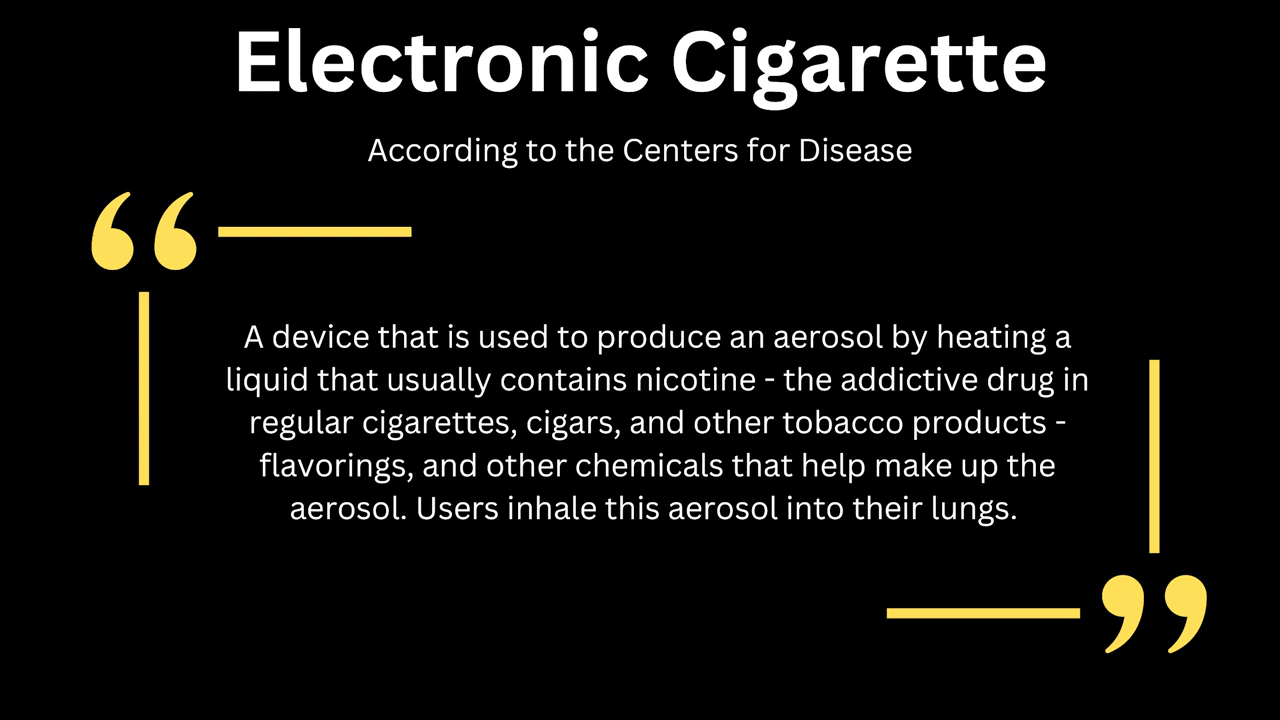 Electronic Cigarette
According to the Centers for Disease
A device that is used to produce an aerosol by heating a
liquid that usually contains nicotine - the addictive drug in
regular cigarettes, cigars, and other tobacco products -
flavorings, and other chemicals that help make up the
aerosol. Users inhale this aerosol into their lungs.